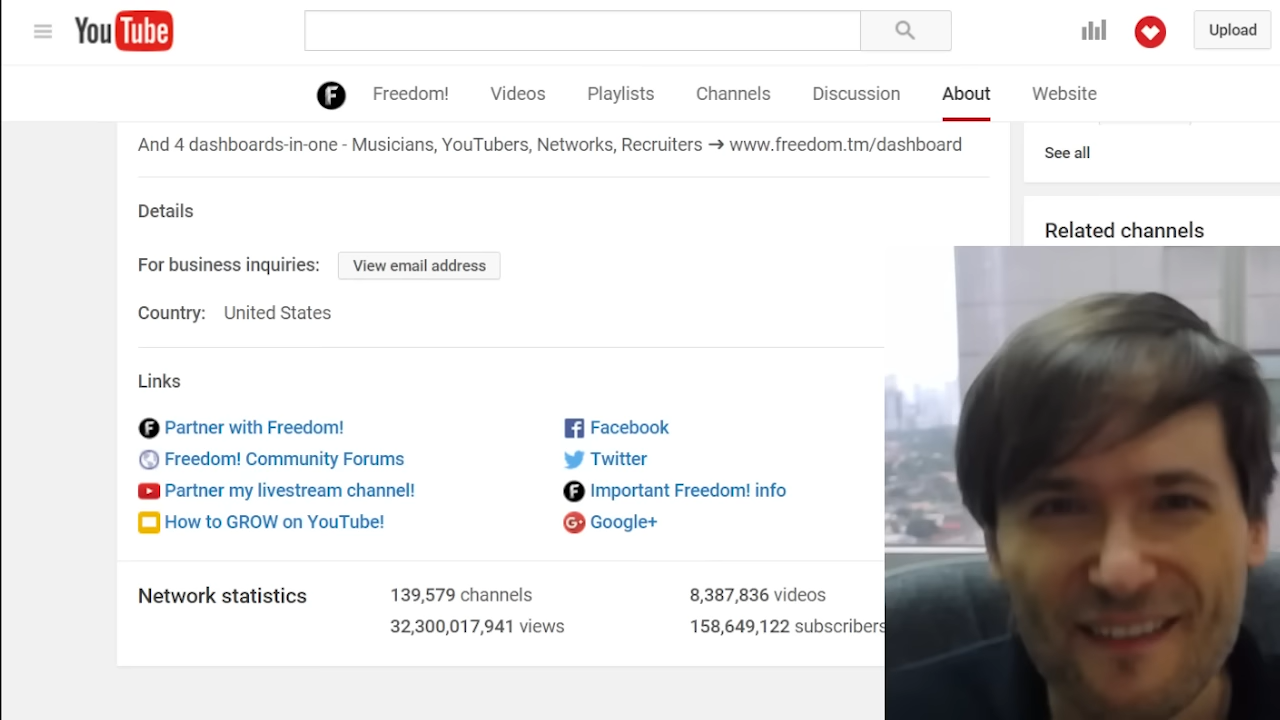 YouTube
Upload
Freedom! Videos Playlists Channels Discussion About Website
And 4 dashboards-in-one - Musicians, YouTubers, Networks, Recruiters → www.freedom.tm/dashboard
See all
Details
Related channels
For business inquiries: View email address
Country: United States
Links
Partner with Freedom! Facebook
Freedom! Community Forums Twitter
Partner my livestream channel! Important Freedom! info
How to GROW on YouTube! Google+
Network statistics 139,579 channels 8,387,836 videos
32,300,017,941 views 158,649,122 subscribers